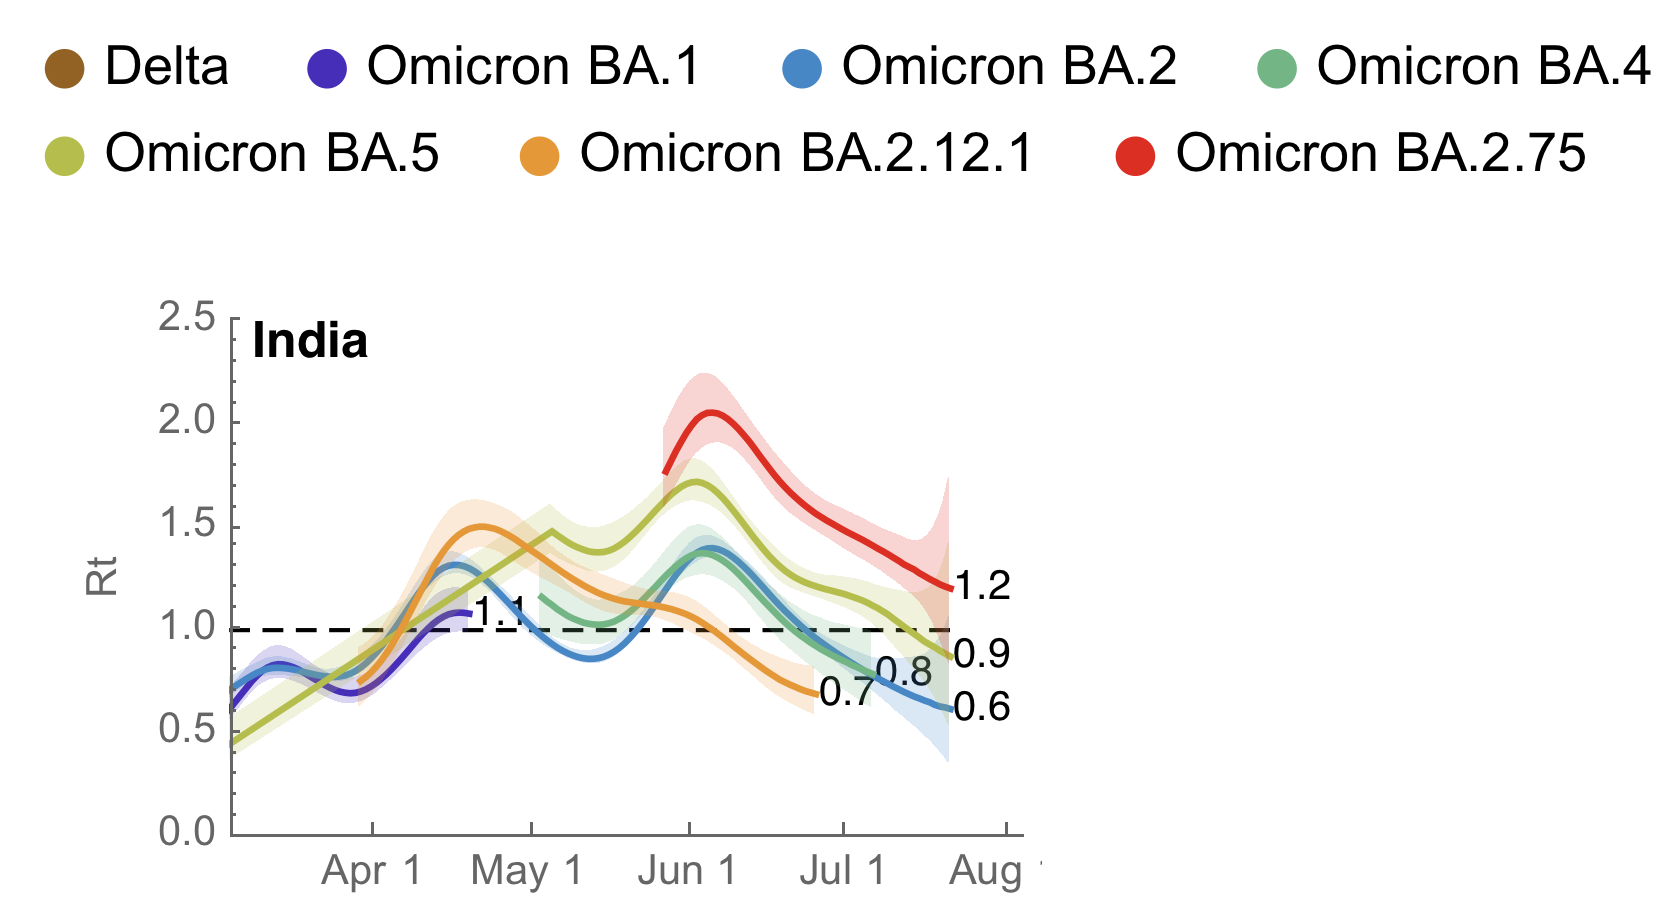 Delta Omicron BA.1 Omicron BA.2 Omicron BA.4
Omicron BA.5 Omicron BA.2.12.1 Omicron BA.2.75
2.5
India
2.0
1.5
Rt
1.2
1.1
1.0
0.9
0.8
0.7
0.6
0.5
0.0
Apr 1 May 1 Jun 1 Jul 1 Aug